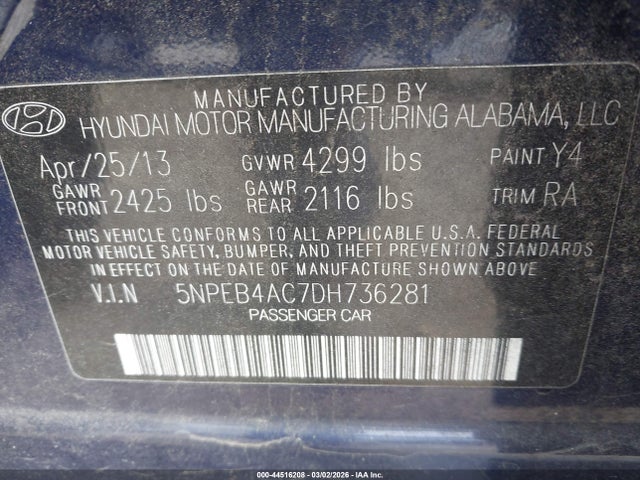 MANUFACTURED BY
HYUNDAI MOTOR MANUFACTURING ALABAMA, LLC
Apr/25/13 GVWR 4299 lbs PAINT Y4
GAWR FRONT 2425 lbs GAWR REAR 2116 lbs TRIM RA
THIS VEHICLE CONFORMS TO ALL APPLICABLE U.S.A. FEDERAL
MOTOR VEHICLE SAFETY, BUMPER, AND THEFT PREVENTION STANDARDS
IN EFFECT ON THE DATE OF MANUFACTURE SHOWN ABOVE
V.I.N 5NPEB4AC7DH736281
PASSENGER CAR
000-44516208 - 03/02/2026 - IAA Inc.